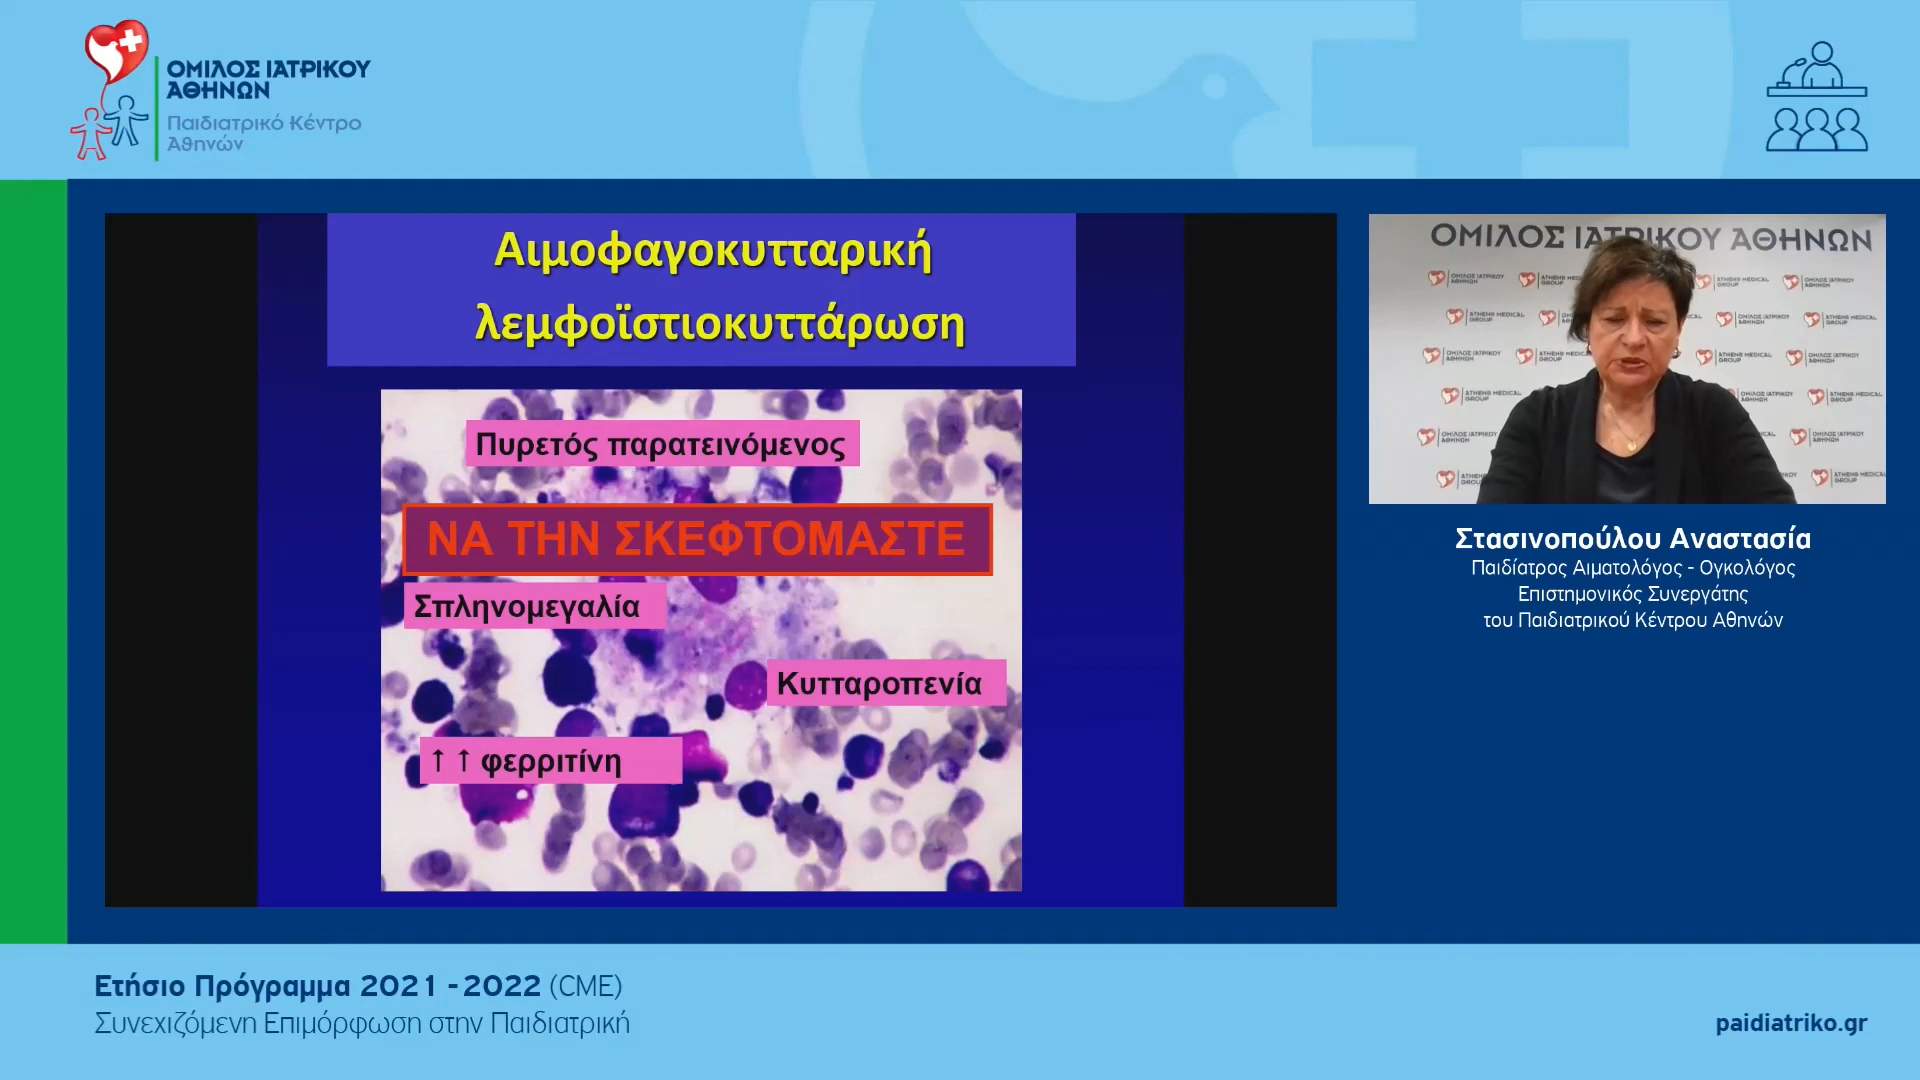 ΟΜΙΛΟΣ ΙΑΤΡΙΚΟΥ
ΑΘΗΝΩΝ
Παιδιατρικό Κέντρο
Αθηνών
Αιμοφαγοκυτταρική
λεμφοϊστιοκυττάρωση
Πυρετός παρατεινόμενος
ΝΑ ΤΗΝ ΣΚΕΦΤΟΜΑΣΤΕ
Σπληνομεγαλία
Κυτταροπενία
↑ ↑ φερριτίνη
ΟΜΙΛΟΣ ΙΑΤΡΙΚΟΥ ΑΘΗΝΩΝ
Στασινοπούλου Αναστασία
Παιδίατρος Αιματολόγος - Ογκολόγος
Επιστημονικός Συνεργάτης
του Παιδιατρικού Κέντρου Αθηνών
Ετήσιο Πρόγραμμα 2021 - 2022 (CME)
Συνεχιζόμενη Επιμόρφωση στην Παιδιατρική
paidiatriko.gr